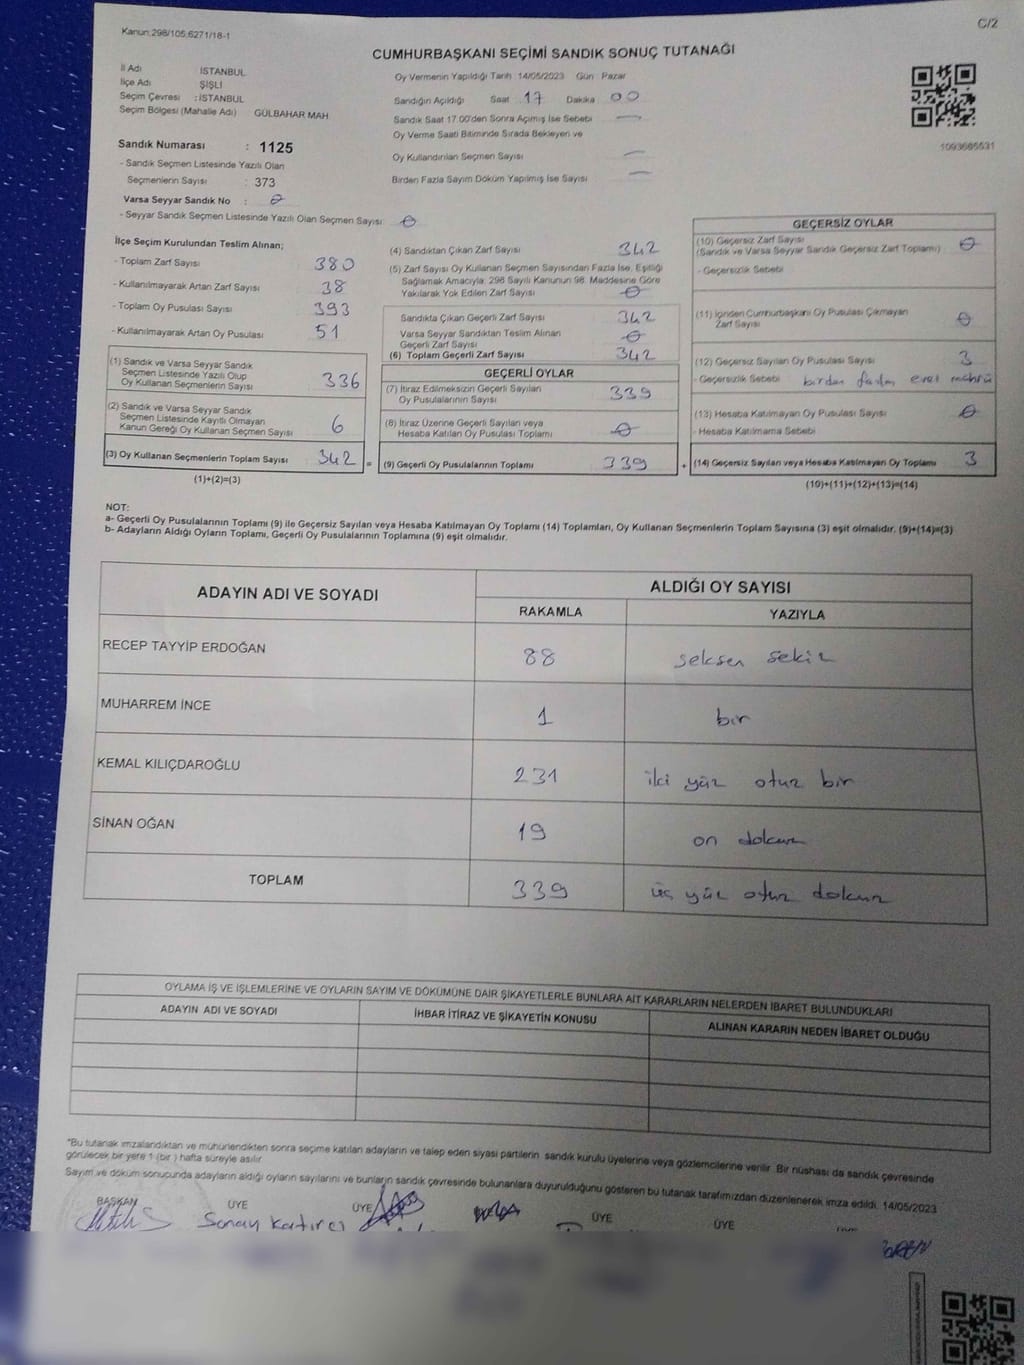 Kanun:298/105,6271/18-1
C/2
CUMHURBAŞKANI SEÇİMİ SANDIK SONUÇ TUTANAĞI
İl Adı İSTANBUL
İlçe Adı ŞİŞLİ
Seçim Çevresi : İSTANBUL
Seçim Bölgesi (Mahalle Adı) GÜLBAHAR MAH
Sandık Numarası : 1125
- Sandık Seçmen Listesinde Yazılı Olan
Seçmenlerin Sayısı : 373
Varsa Seyyar Sandık No : 0
- Seyyar Sandık Seçmen Listesinde Yazılı Olan Seçmen Sayısı: 0
Oy Vermenin Yapıldığı Tarih 14/05/2023 Gün Pazar
Sandığın Açıldığı Saat 17 Dakika 00
Sandık Saat 17:00'den Sonra Açımış İse Sebebi —
Oy Verme Saati Bitiminde Sırada Bekleyen ve
Oy Kullandırılan Seçmen Sayısı —
Birden Fazla Sayım Döküm Yapılmış İse Sayısı —
1093665531
İlçe Seçim Kurulundan Teslim Alınan;
- Toplam Zarf Sayısı 380
- Kullanılmayarak Artan Zarf Sayısı 38
- Toplam Oy Pusulası Sayısı 393
- Kullanılmayarak Artan Oy Pusulası 51
(1) Sandık ve Varsa Seyyar Sandık
Seçmen Listesinde Yazılı Olup
Oy Kullanan Seçmenlerin Sayısı 336
(2) Sandık ve Varsa Seyyar Sandık
Seçmen Listesinde Kayıtlı Olmayan
Kanun Gereği Oy Kullanan Seçmen Sayısı 6
(3) Oy Kullanan Seçmenlerin Toplam Sayısı 342 =
(1)+(2)=(3)
(4) Sandıktan Çıkan Zarf Sayısı 342
(5) Zarf Sayısı Oy Kullanan Seçmen Sayısından Fazla İse, Eşitliği
Sağlamak Amacıyla, 298 Sayılı Kanunun 98. Maddesine Göre
Yakılarak Yok Edilen Zarf Sayısı 0
Sandıkta Çıkan Geçerli Zarf Sayısı 342
Varsa Seyyar Sandıktan Teslim Alınan
Geçerli Zarf Sayısı 0
(6) Toplam Geçerli Zarf Sayısı 342
GEÇERLİ OYLAR
(7) İtiraz Edilmeksizin Geçerli Sayılan
Oy Pusulalarının Sayısı 339
(8) İtiraz Üzerine Geçerli Sayılan veya
Hesaba Katılan Oy Pusulası Toplamı 0
(9) Geçerli Oy Pusulalarının Toplamı 339 +
GEÇERSİZ OYLAR
(10) Geçersiz Zarf Sayısı 0
(Sandık ve Varsa Seyyar Sandık Geçersiz Zarf Toplamı)
- Geçersizlik Sebebi
(11) İçinden Cumhurbaşkanı Oy Pusulası Çıkmayan
Zarf Sayısı 0
(12) Geçersiz Sayılan Oy Pusulası Sayısı 3
- Geçersizlik Sebebi birden fazla evet mührü
(13) Hesaba Katılmayan Oy Pusulası Sayısı 0
- Hesaba Katılmama Sebebi
(14) Geçersiz Sayılan veya Hesaba Katılmayan Oy Toplamı 3
(10)+(11)+(12)+(13)=(14)
NOT:
a- Geçerli Oy Pusulalarının Toplamı (9) ile Geçersiz Sayılan veya Hesaba Katılmayan Oy Toplamı (14) Toplamları, Oy Kullanan Seçmenlerin Toplam Sayısına (3) eşit olmalıdır. (9)+(14)=(3)
b- Adayların Aldığı Oyların Toplamı, Geçerli Oy Pusulalarının Toplamına (9) eşit olmalıdır.
ADAYIN ADI VE SOYADI
ALDIĞI OY SAYISI
RAKAMLA YAZIYLA
RECEP TAYYİP ERDOĞAN 88 seksen sekiz
MUHARREM İNCE 1 bir
KEMAL KILIÇDAROĞLU 231 iki yüz otuz bir
SİNAN OĞAN 19 on dokuz
TOPLAM 339 üç yüz otuz dokuz
OYLAMA İŞ VE İŞLEMLERİNE VE OYLARIN SAYIM VE DÖKÜMÜNE DAİR ŞİKAYETLERLE BUNLARA AİT KARARLARIN NELERDEN İBARET BULUNDUKLARI
ADAYIN ADI VE SOYADI
İHBAR İTİRAZ VE ŞİKAYETİN KONUSU
ALINAN KARARIN NEDEN İBARET OLDUĞU
"Bu tutanak imzalandıktan ve mühürlendikten sonra seçime katılan adayların ve talep eden siyasi partilerin sandık kurulu üyelerine veya gözlemcilerine verilir. Bir nüshası da sandık çevresinde
görülecek bir yere 1 (bir ) hafta süreyle asılır.
Sayım ve döküm sonucunda adayların aldığı oyların sayılarını ve bunların sandık çevresinde bulunanlara duyurulduğunu gösteren bu tutanak tarafımızdan düzenlenerek imza edildi. 14/05/2023
BAŞKAN ÜYE ÜYE ÜYE ÜYE
Sonay Katırcı